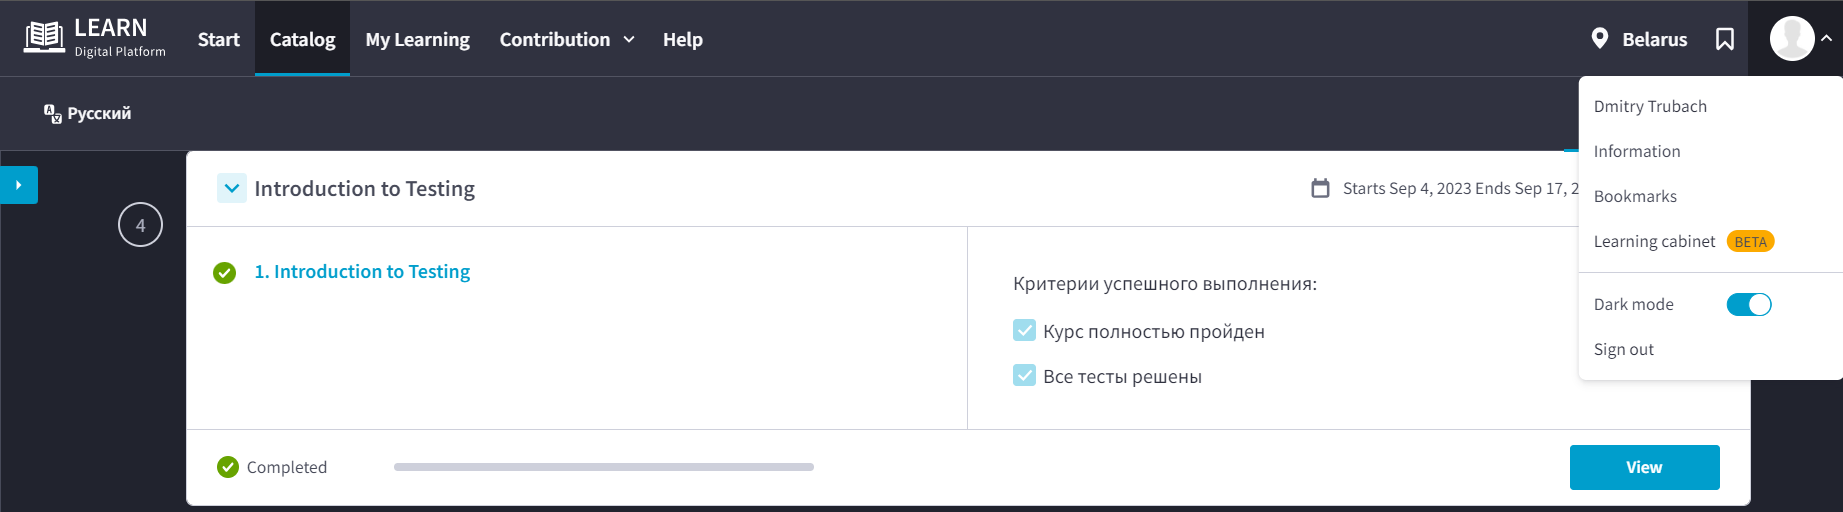 LEARN
Digital Platform
Start
Catalog
My Learning
Contribution
Help
Belarus
Русский
Dmitry Trubach
Information
Bookmarks
Learning cabinet BETA
Dark mode
Sign out
4
Introduction to Testing
Starts Sep 4, 2023 Ends Sep 17, 2
1. Introduction to Testing
Критерии успешного выполнения:
Курс полностью пройден
Все тесты решены
Completed
View